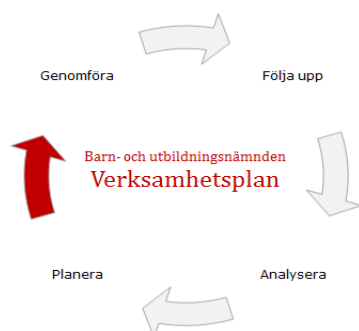 Genomföra
Följa upp
Barn- och utbildningsnämnden
Verksamhetsplan
Planera
Analysera